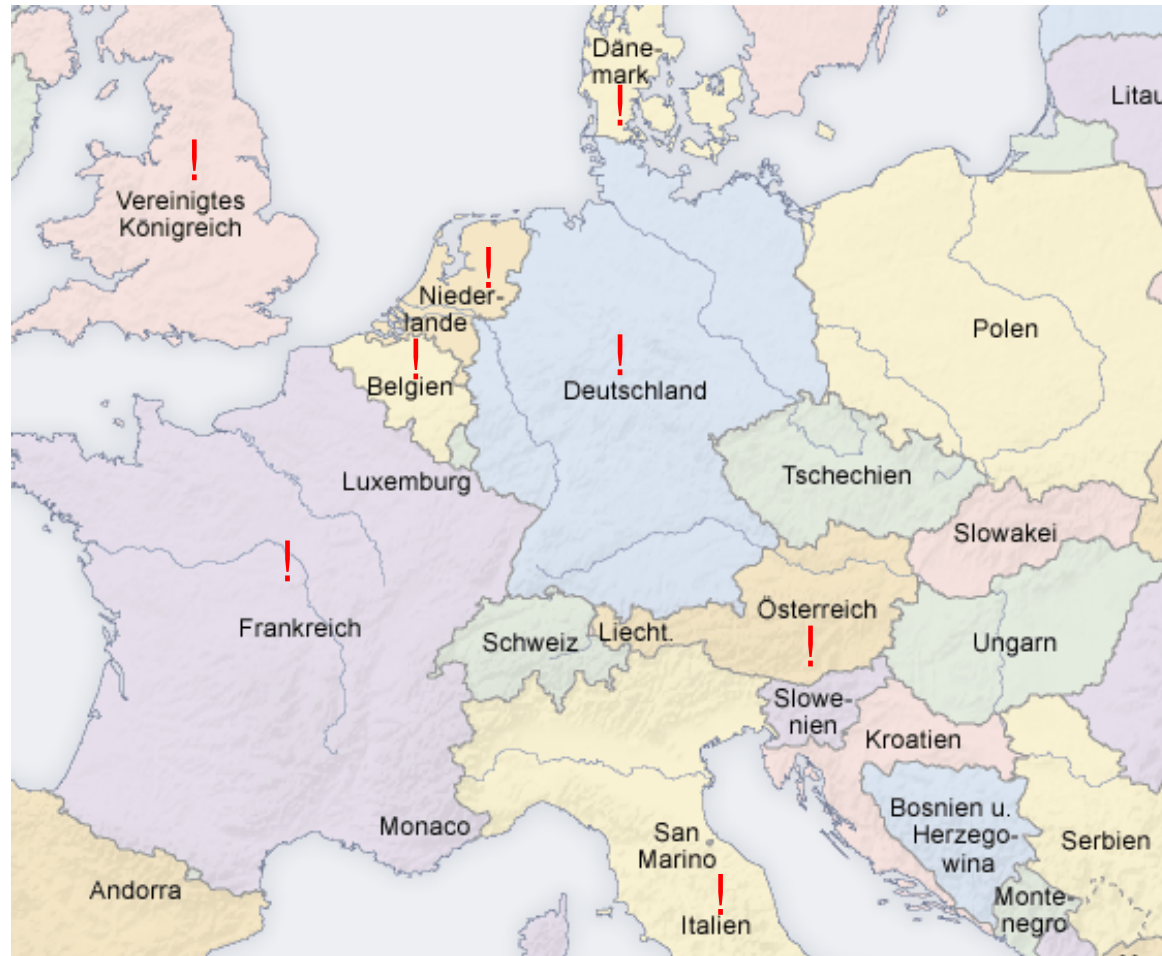 Däne-
mark
!
Litau
!
Vereinigtes
Königreich
!
Nieder-
lande
Polen
!
Belgien
!
Deutschland
Tschechien
Luxemburg
Slowakei
!
Frankreich
Schweiz
Liecht.
Österreich
!
Ungarn
Slowe-
nien
Kroatien
Monaco
San
Marino
Bosnien u.
Herzego-
wina
Serbien
Andorra
!
Italien
Monte-
negro